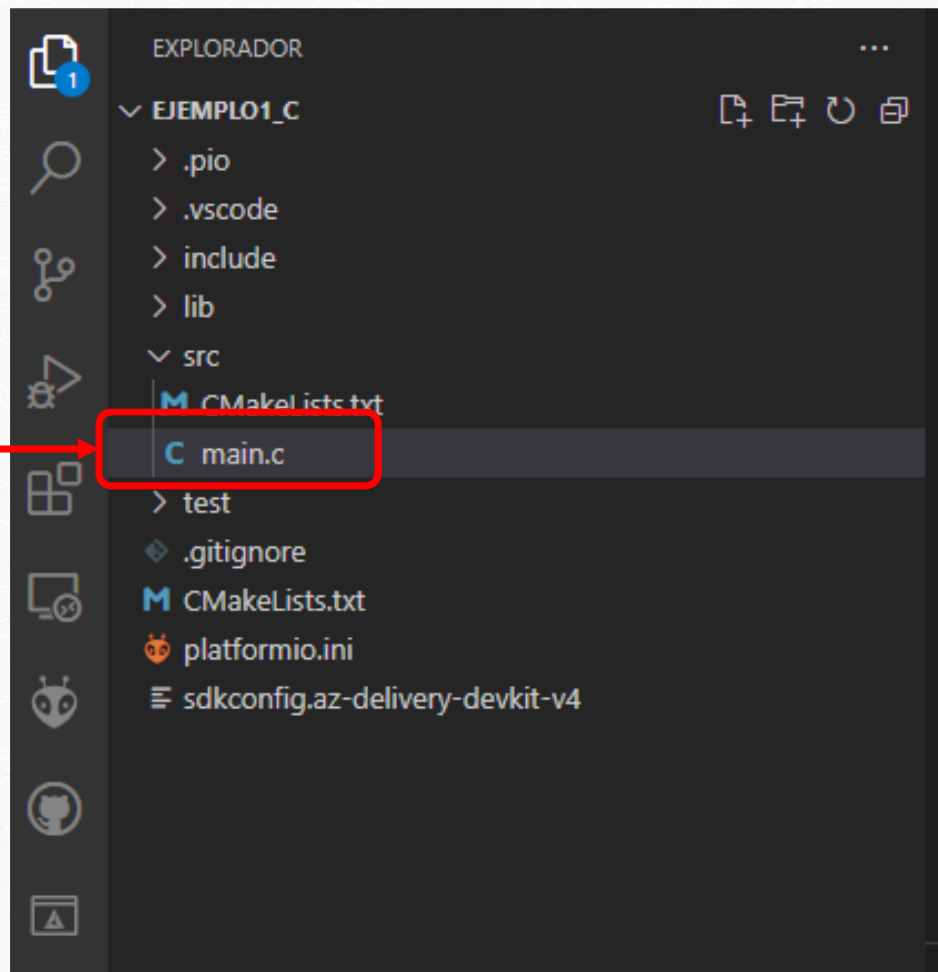 EXPLORADOR
1
EJEMPLO1_C
.pio
.vscode
include
lib
src
M CMakeLists.txt
C main.c
test
.gitignore
M CMakeLists.txt
platformio.ini
sdkconfig.az-delivery-devkit-v4